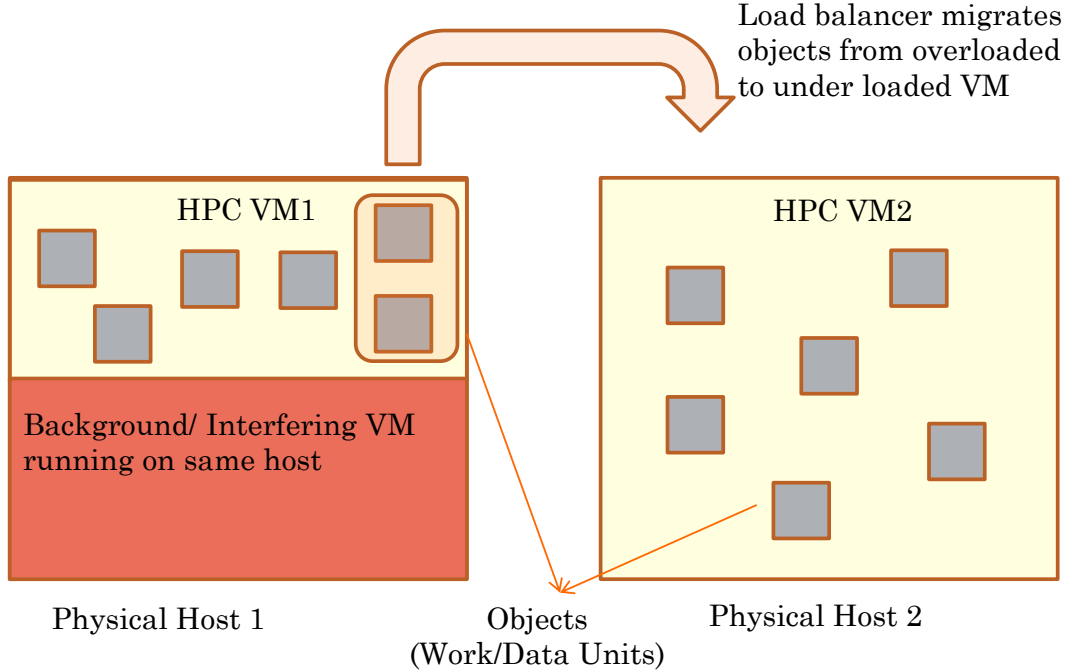 Load balancer migrates
objects from overloaded
to under loaded VM
HPC VM1
HPC VM2
Background/ Interfering VM
running on same host
Physical Host 1
Objects
(Work/Data Units)
Physical Host 2